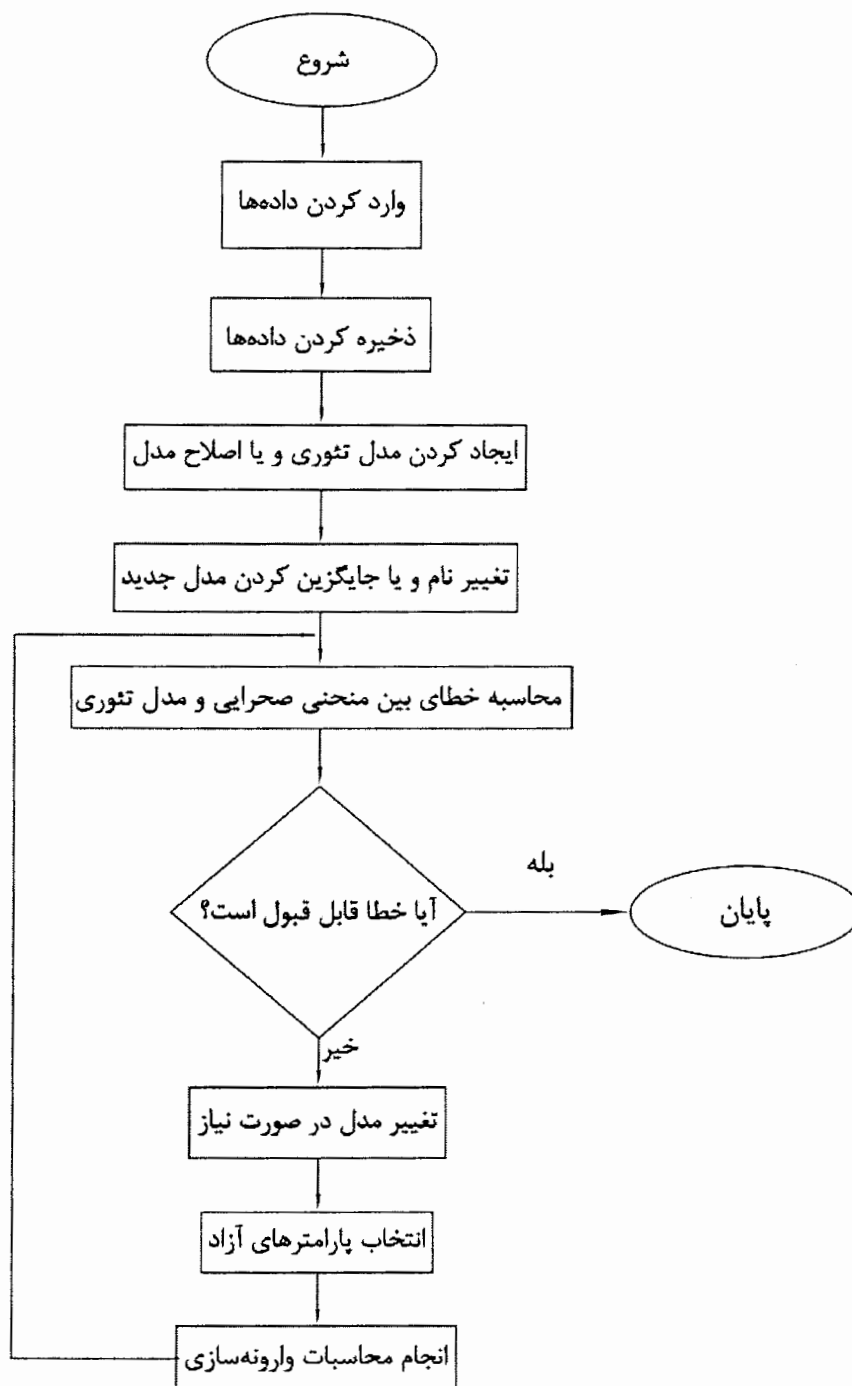 شروع
وارد کردن داده‌ها
ذخیره کردن داده‌ها
ایجاد کردن مدل تئوری و یا اصلاح مدل
تغییر نام و یا جایگزین کردن مدل جدید
محاسبه خطای بین منحنی صحرایی و مدل تئوری
آیا خطا قابل قبول است؟
بله
پایان
خیر
تغییر مدل در صورت نیاز
انتخاب پارامترهای آزاد
انجام محاسبات وارونه‌سازی